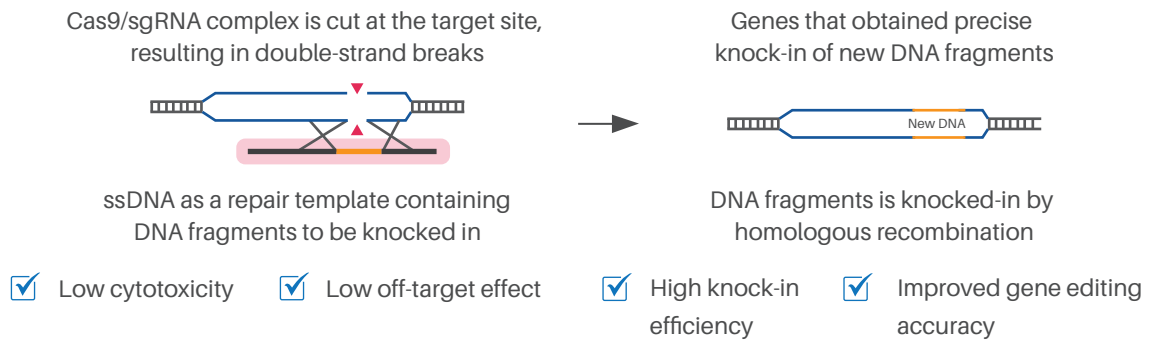 Cas9/sgRNA complex is cut at the target site,
resulting in double-strand breaks
Genes that obtained precise
knock-in of new DNA fragments
New DNA
ssDNA as a repair template containing
DNA fragments to be knocked in
DNA fragments is knocked-in by
homologous recombination
Low cytotoxicity
Low off-target effect
High knock-in
efficiency
Improved gene editing
accuracy